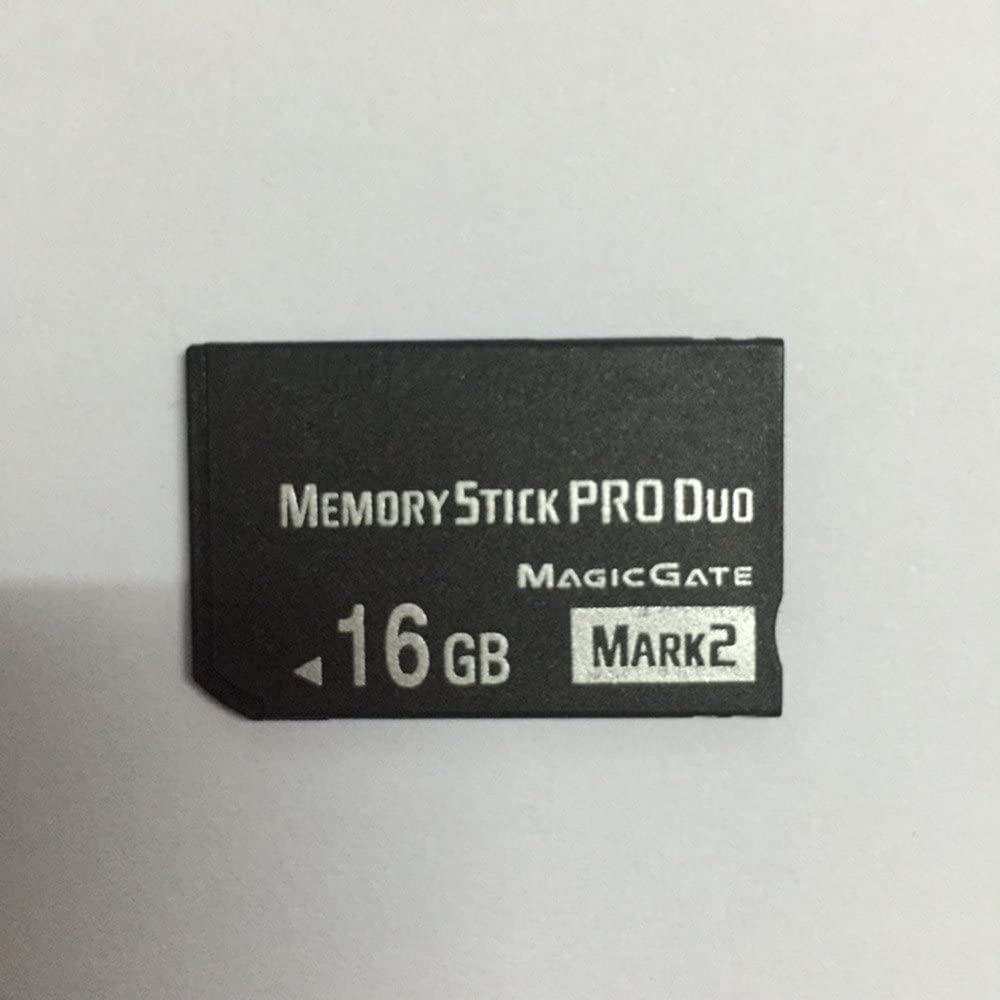 MEMORY STICK PRO DUO
MAGICGATE
16 GB
MARK2